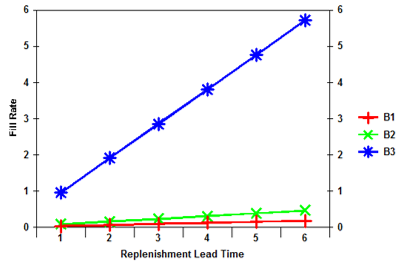 6 6
5 5
4 4
Fill Rate
3 3
2 2
1 1
0 0
1 2 3 4 5 6
Replenishment Lead Time
B1
B2
B3